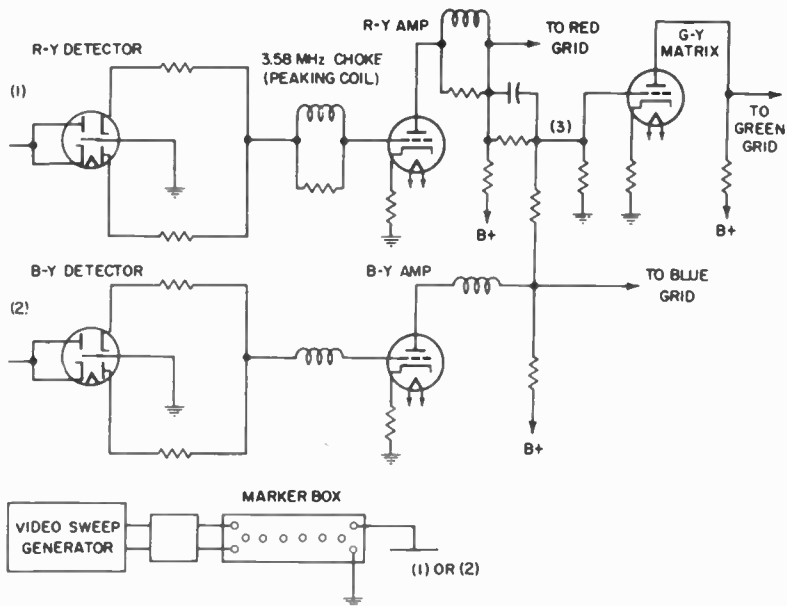 R-Y DETECTOR
(1)
3.58 MHz CHOKE
(PEAKING COIL)
R-Y AMP
TO RED
GRID
G-Y
MATRIX
(3)
TO
GREEN
GRID
B+
B+
B-Y DETECTOR
(2)
B-Y AMP
TO BLUE
GRID
B+
MARKER BOX
VIDEO SWEEP
GENERATOR
(1) OR (2)